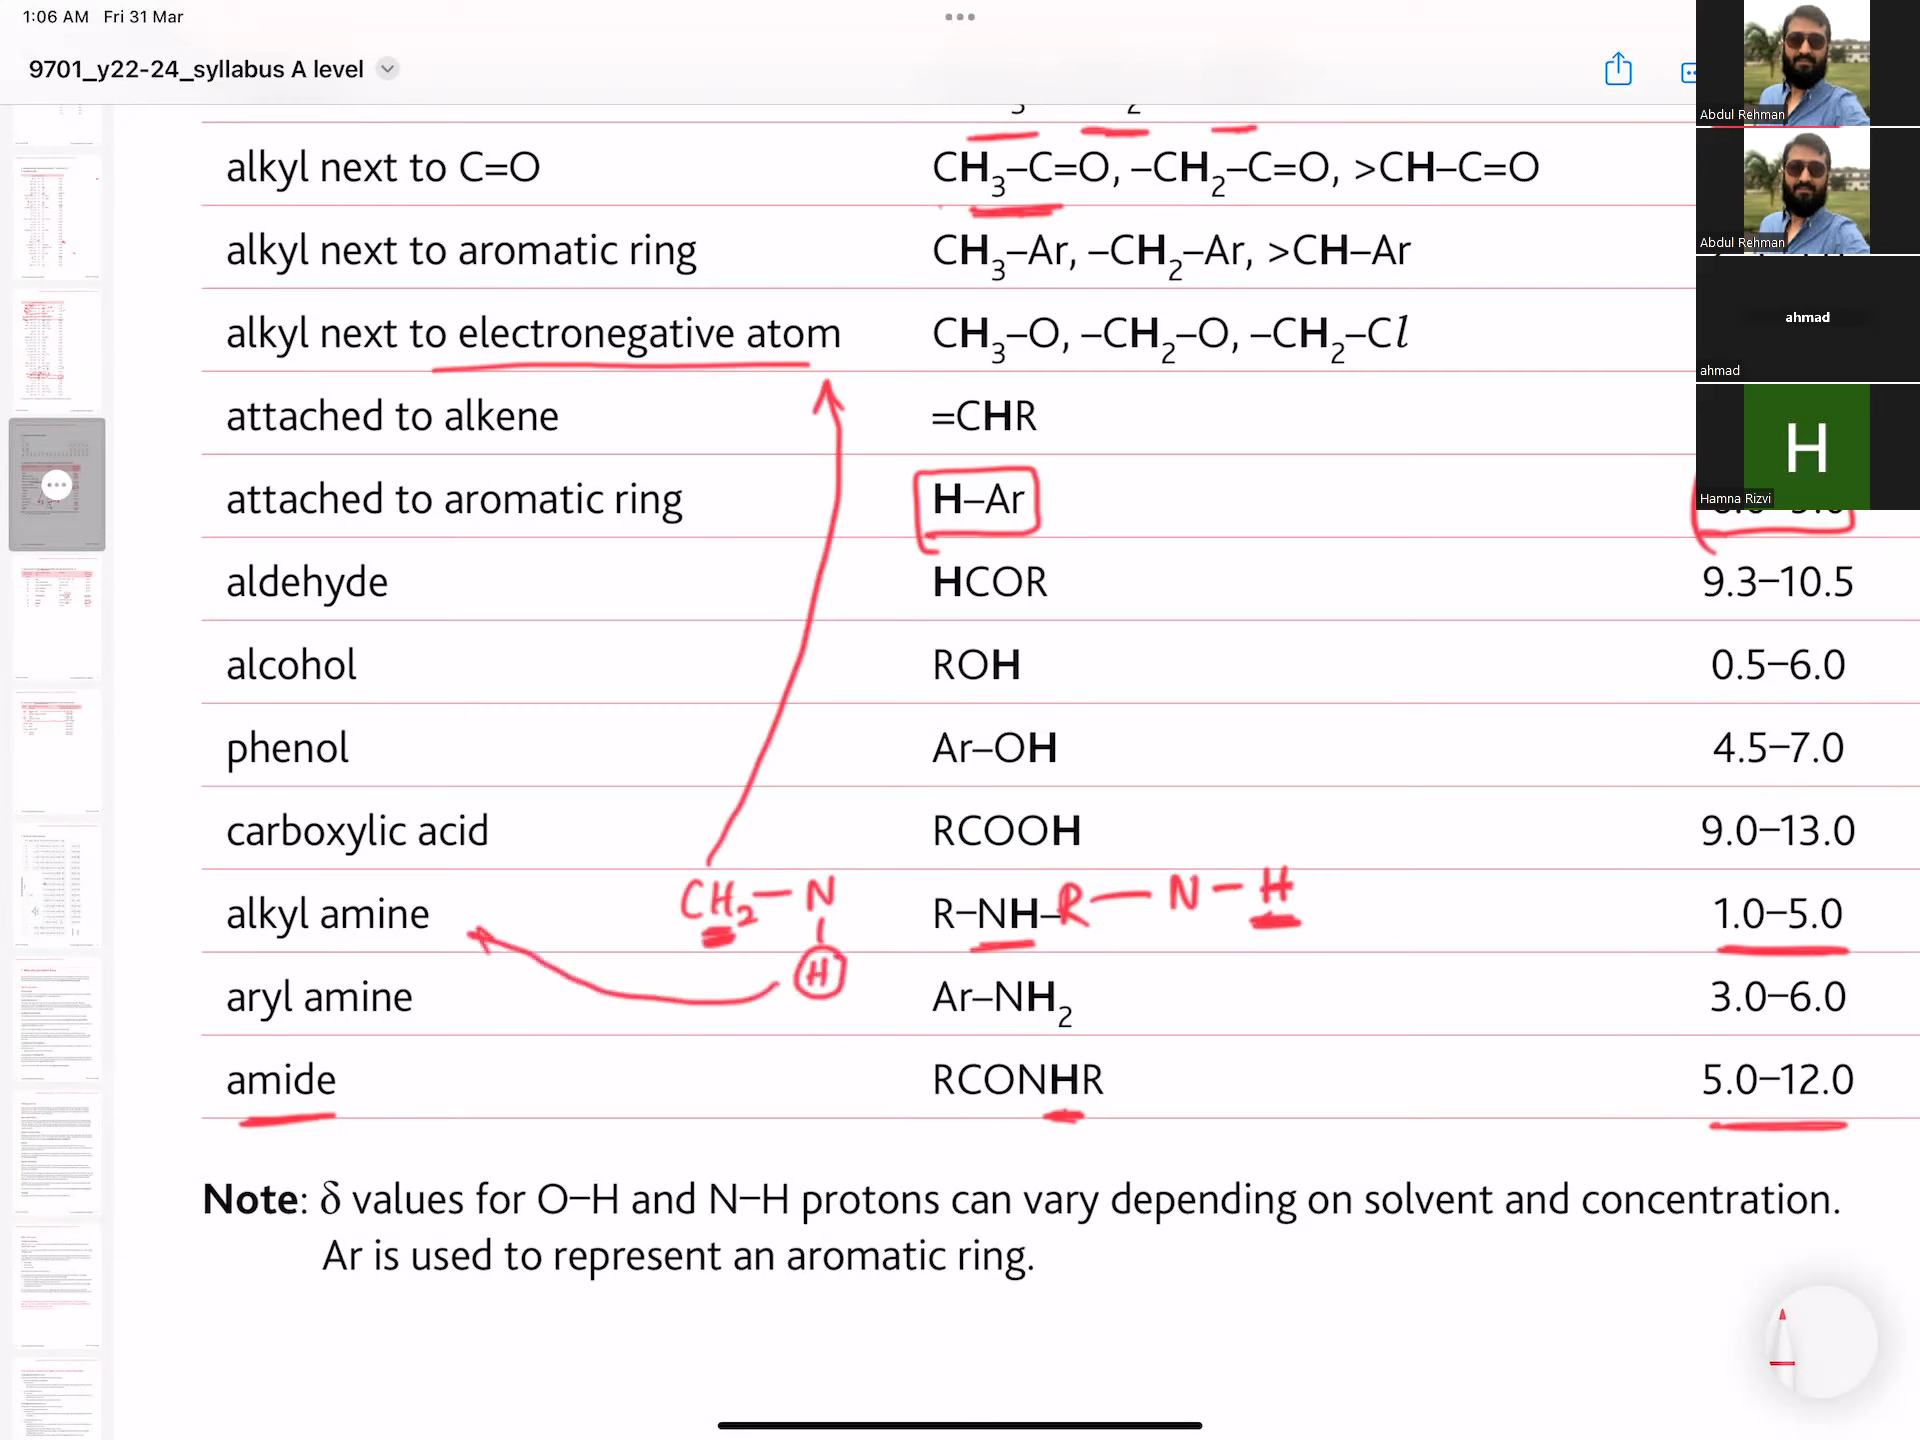 1:06 AM Fri 31 Mar
9701_y22-24_syllabus A level
alkyl next to C=O CH₃–C=O, –CH₂–C=O, >CH–C=O
alkyl next to aromatic ring CH₃–Ar, –CH₂–Ar, >CH–Ar
alkyl next to electronegative atom CH₃–O, –CH₂–O, –CH₂–Cl
attached to alkene =CHR
attached to aromatic ring H–Ar
aldehyde HCOR 9.3–10.5
alcohol ROH 0.5–6.0
phenol Ar–OH 4.5–7.0
carboxylic acid RCOOH 9.0–13.0
CH₂–N
H
alkyl amine R–NH– R–N–H 1.0–5.0
aryl amine Ar–NH₂ 3.0–6.0
amide RCONHR 5.0–12.0
Note: δ values for O–H and N–H protons can vary depending on solvent and concentration.
Ar is used to represent an aromatic ring.
Abdul Rehman
Abdul Rehman
ahmad
ahmad
H
Hamna Rizvi